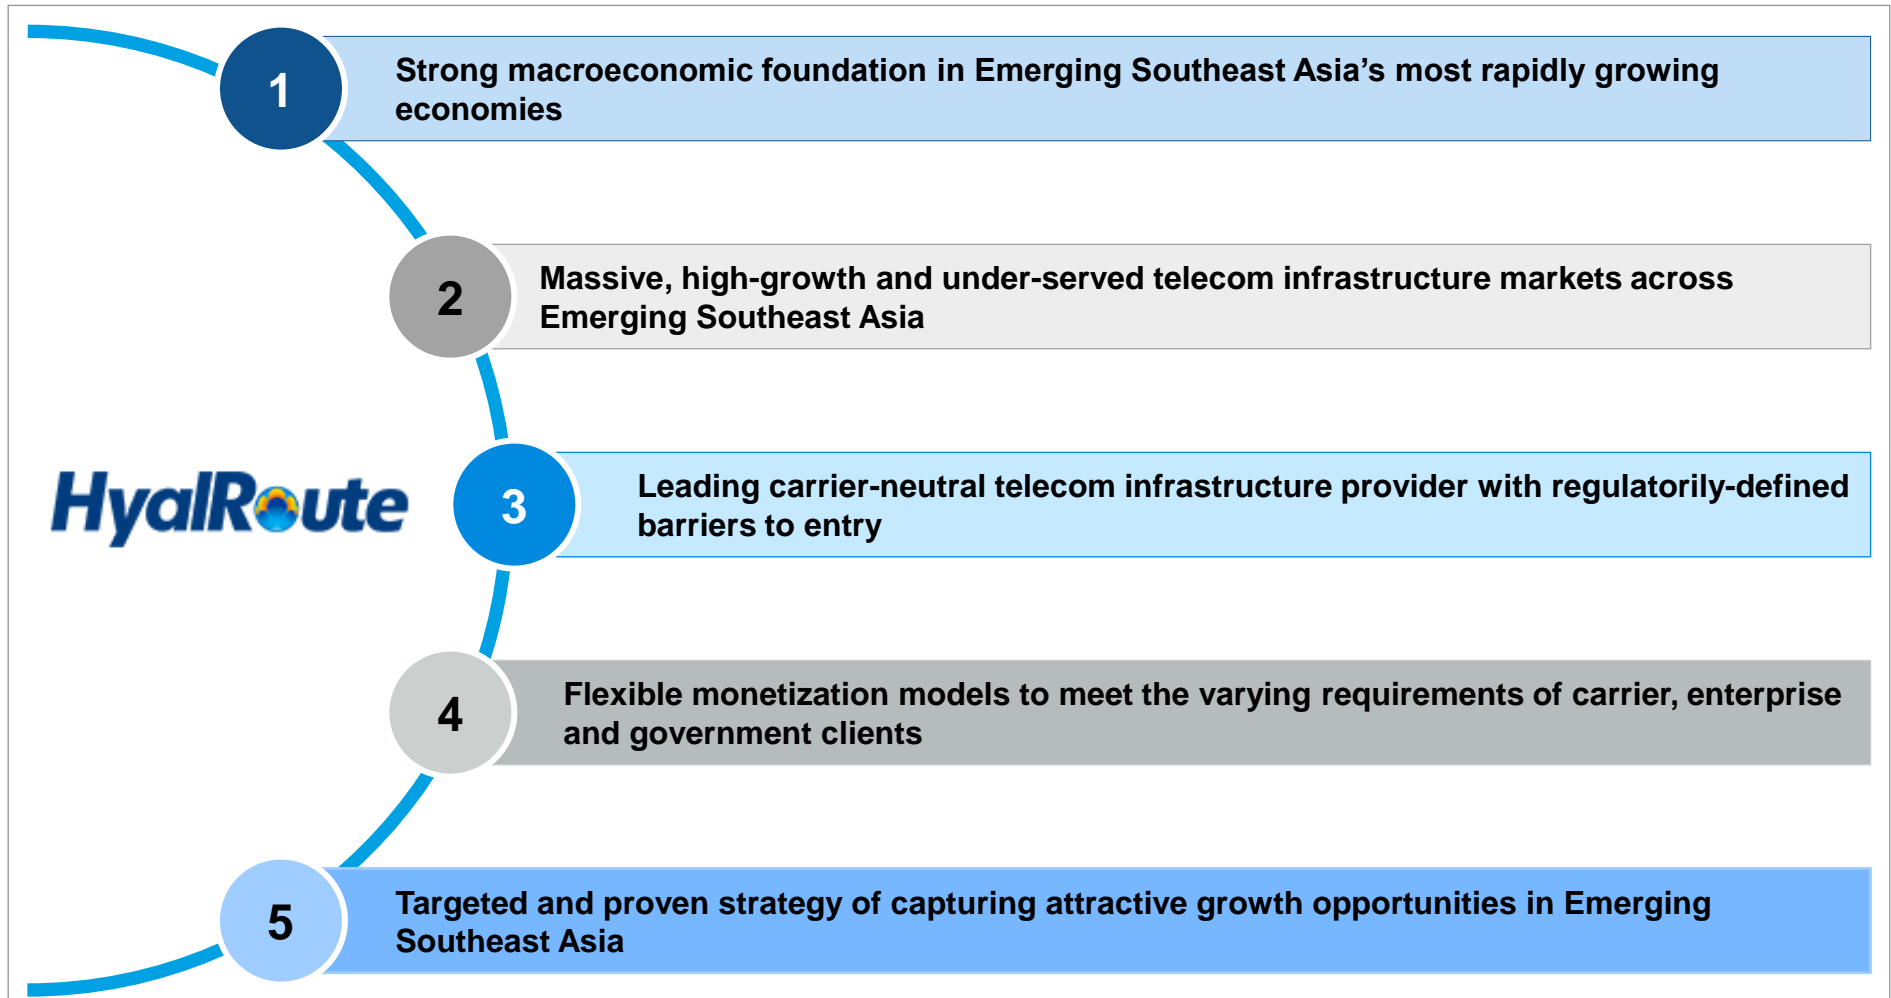 1
Strong macroeconomic foundation in Emerging Southeast Asia’s most rapidly growing
economies
2
Massive, high-growth and under-served telecom infrastructure markets across
Emerging Southeast Asia
HyalRoute
3
Leading carrier-neutral telecom infrastructure provider with regulatorily-defined
barriers to entry
4
Flexible monetization models to meet the varying requirements of carrier, enterprise
and government clients
5
Targeted and proven strategy of capturing attractive growth opportunities in Emerging
Southeast Asia